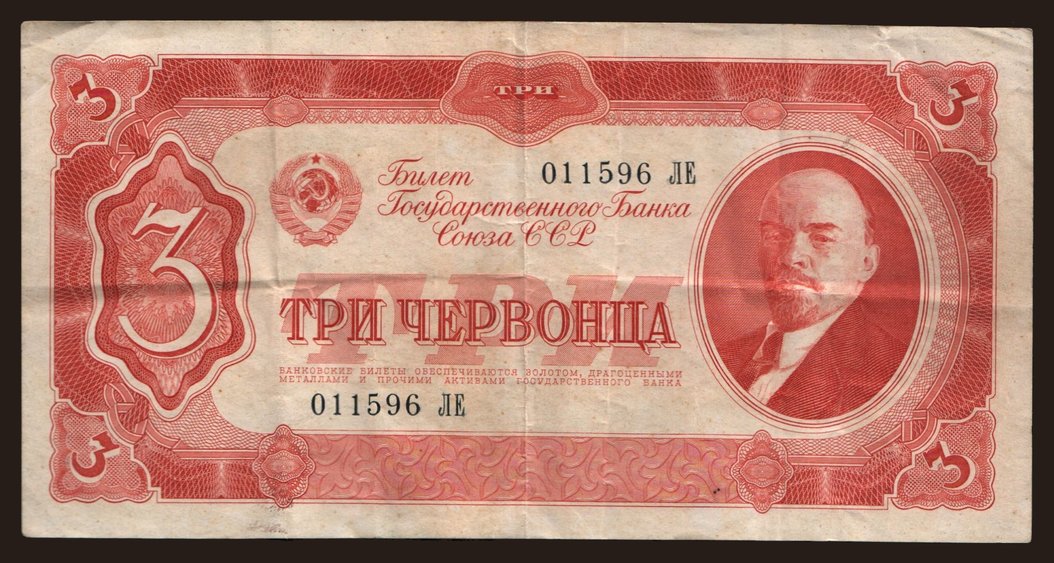 3
ТРИ
3
Билет
011596 ЛЕ
Государственного Банка
Союза ССР
3
ТРИ
ТРИ ЧЕРВОНЦА
БАНКОВСКИЕ БИЛЕТЫ ОБЕСПЕЧИВАЮТСЯ ЗОЛОТОМ, ДРАГОЦЕННЫМИ
МЕТАЛЛАМИ И ПРОЧИМИ АКТИВАМИ ГОСУДАРСТВЕННОГО БАНКА
011596 ЛЕ
3
3